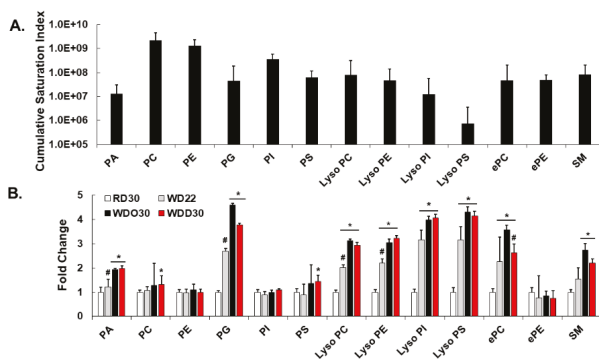 A.
Cumulative Saturation Index
1.0E+10
1.0E+09
1.0E+08
1.0E+07
1.0E+06
1.0E+05
PA PC PE PG PI PS Lyso PC Lyso PE Lyso PI Lyso PS ePC ePE SM
B.
Fold Change
5
4
3
2
1
0
RD30 WD22
WDO30 WDD30
* * * * * * * * * *
# # # # #
PA PC PE PG PI PS Lyso PC Lyso PE Lyso PI Lyso PS ePC ePE SM